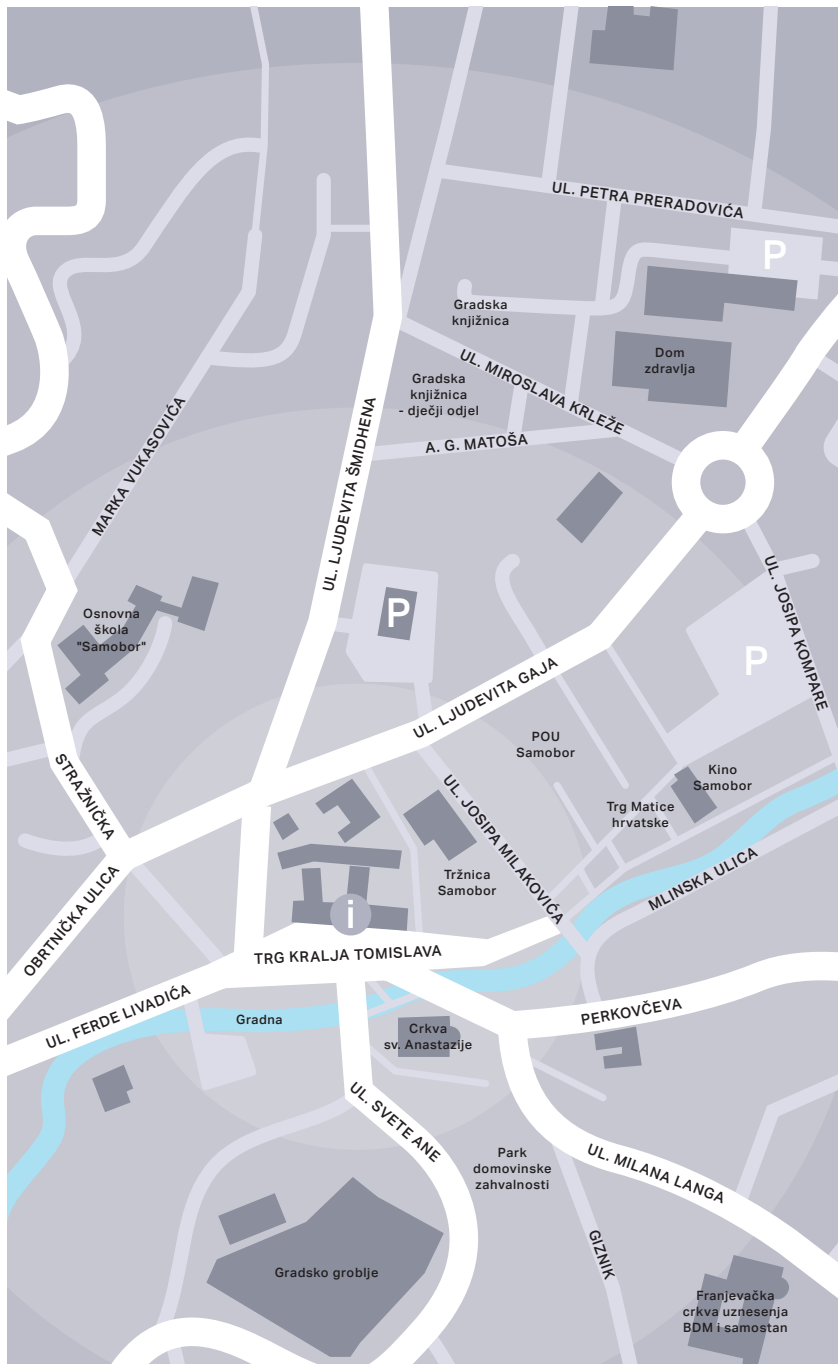 UL. PETRA PRERADOVIĆA
P
Gradska
knjižnica
Dom
zdravlja
UL. MIROSLAVA KRLEŽE
Gradska
knjižnica
- dječji odjel
A. G. MATOŠA
MARKA VUKASOVIĆA
UL. LJUDEVITA ŠMIDHENA
UL. JOSIPA KOMPARE
P
Osnovna
škola
"Samobor"
P
UL. LJUDEVITA GAJA
POU
Samobor
STRAŽNIČKA
Kino
Samobor
UL. JOSIPA MILAKOVIĆA
Trg Matice
hrvatske
Tržnica
Samobor
MLINSKA ULICA
OBRTNIČKA ULICA
i
TRG KRALJA TOMISLAVA
UL. FERDE LIVADIĆA
Gradna
PERKOVČEVA
Crkva
sv. Anastazije
UL. SVETE ANE
Park
domovinske
zahvalnosti
UL. MILANA LANGA
GIZNIK
Gradsko groblje
Franjevačka
crkva uznesenja
BDM i samostan